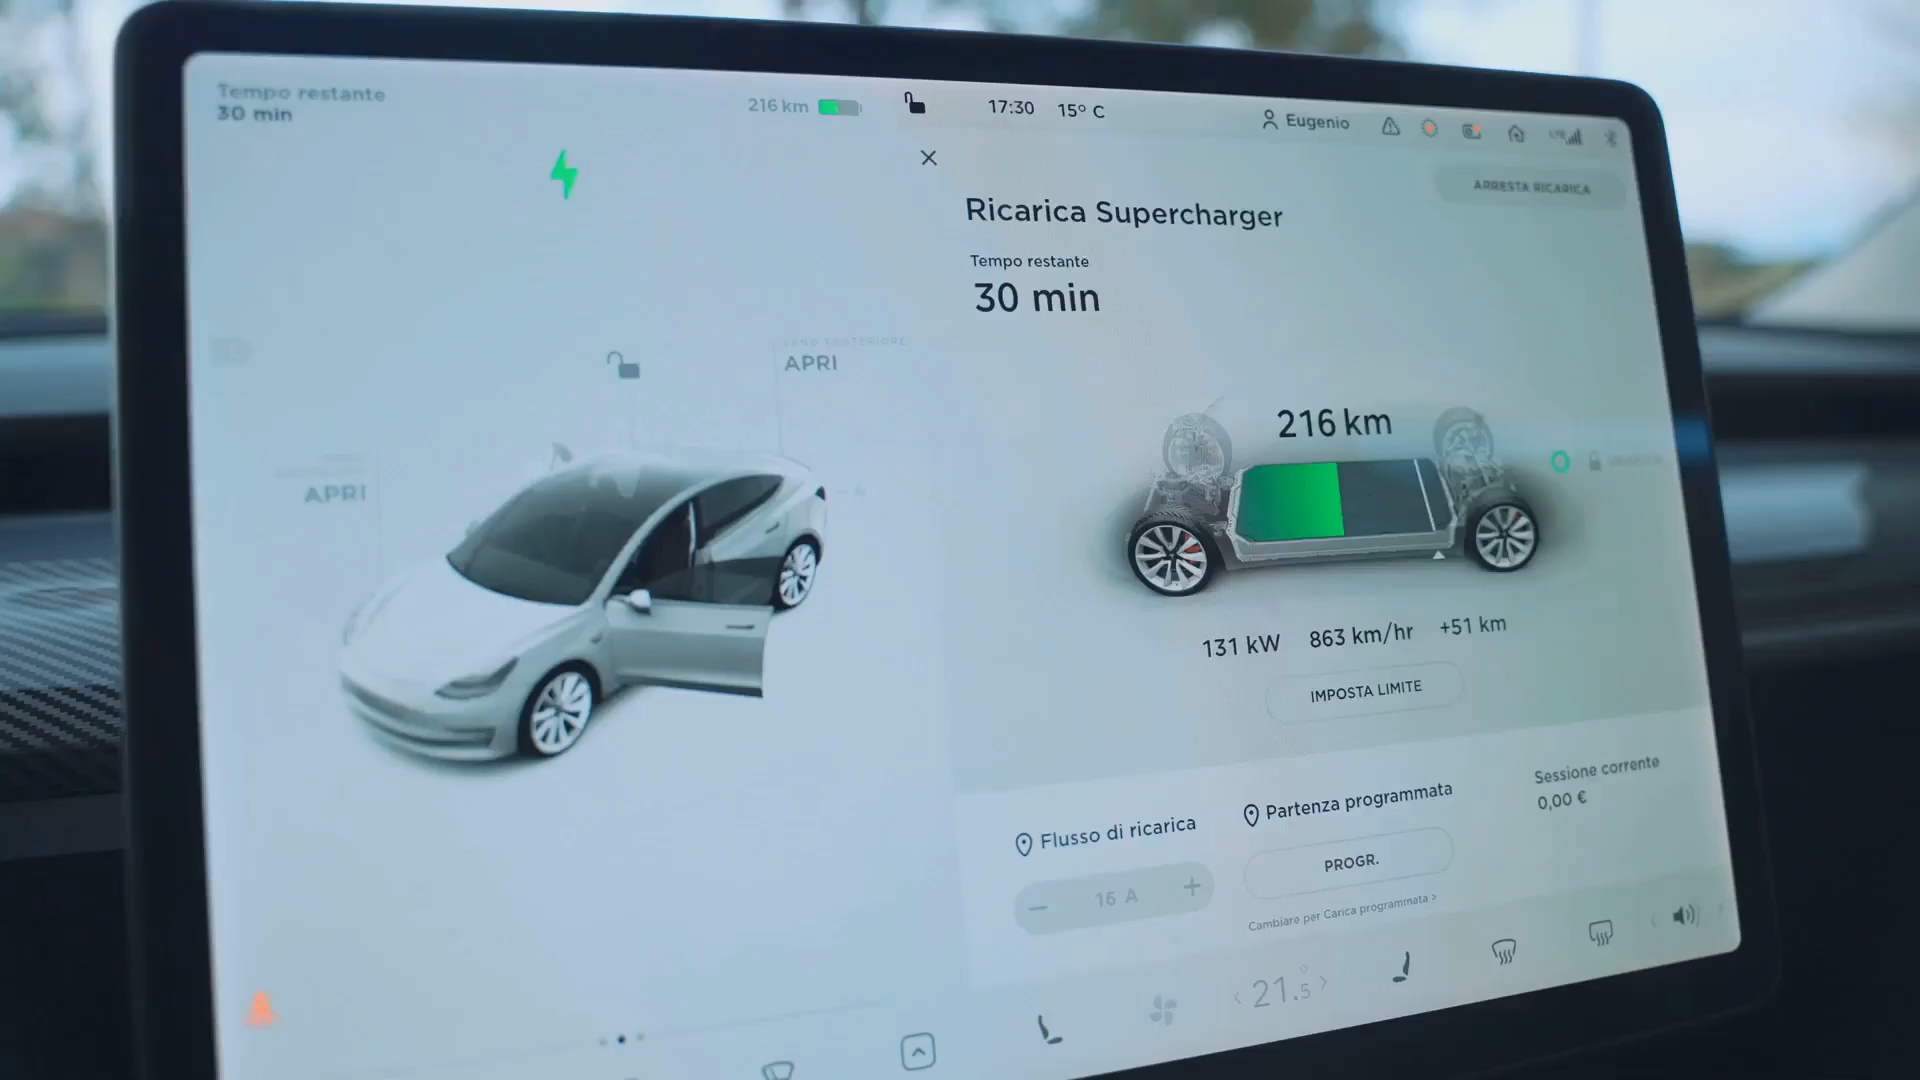 Tempo restante
30 min
216 km
17:30
15° C
Eugenio
LTE
ARRESTA RICARICA
Ricarica Supercharger
Tempo restante
30 min
APRI
APRI
216 km
131 kW
863 km/hr
+51 km
IMPOSTA LIMITE
Flusso di ricarica
16 A
Partenza programmata
PROGR.
Cambiare per Carica programmata >
Sessione corrente
0,00 €
21.5°